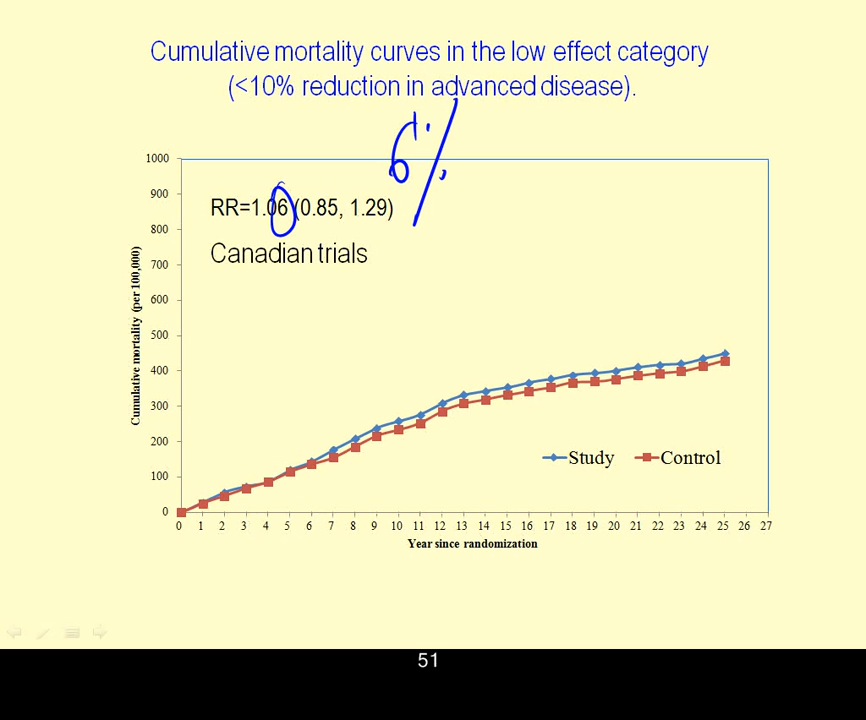 Cumulative mortality curves in the low effect category
(<10% reduction in advanced disease).
6%
RR=1.06 (0.85, 1.29)
Canadian trials
Cumulative mortality (per 100,000)
1000
900
800
700
600
500
400
300
200
100
0
Study Control
0 1 2 3 4 5 6 7 8 9 10 11 12 13 14 15 16 17 18 19 20 21 22 23 24 25 26 27
Year since randomization
51